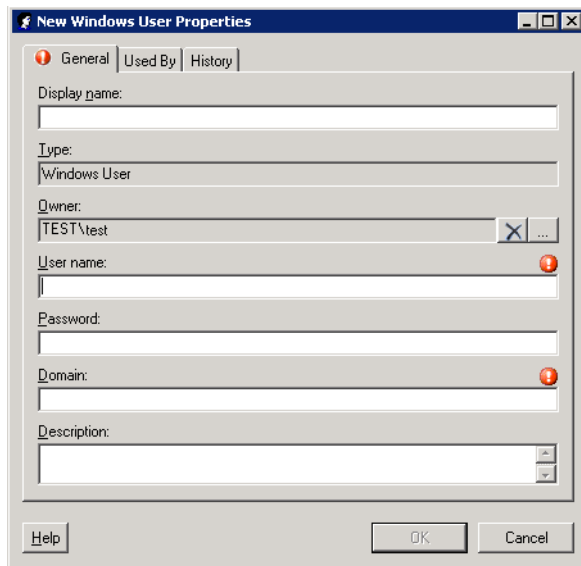 New Windows User Properties
General Used By History
Display name:
Type:
Windows User
Owner:
TEST\test
...
User name:
Password:
Domain:
Description:
Help OK Cancel